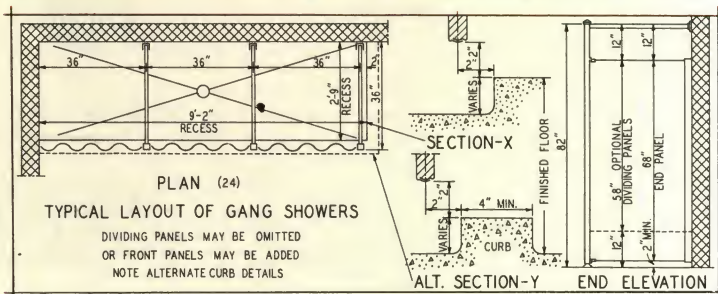 36"
36"
36"
2'-9"
RECESS
36"
9'-2"
RECESS
PLAN (24)
TYPICAL LAYOUT OF GANG SHOWERS
DIVIDING PANELS MAY BE OMITTED
OR FRONT PANELS MAY BE ADDED
NOTE ALTERNATE CURB DETAILS
2"
2"
VARIES
SECTION-X
FINISHED FLOOR
2"
2"
4" MIN.
VARIES
CURB
ALT. SECTION-Y
82"
12"
12"
58" OPTIONAL
DIVIDING PANELS
68"
END PANEL
12"
2" MIN.
END ELEVATION